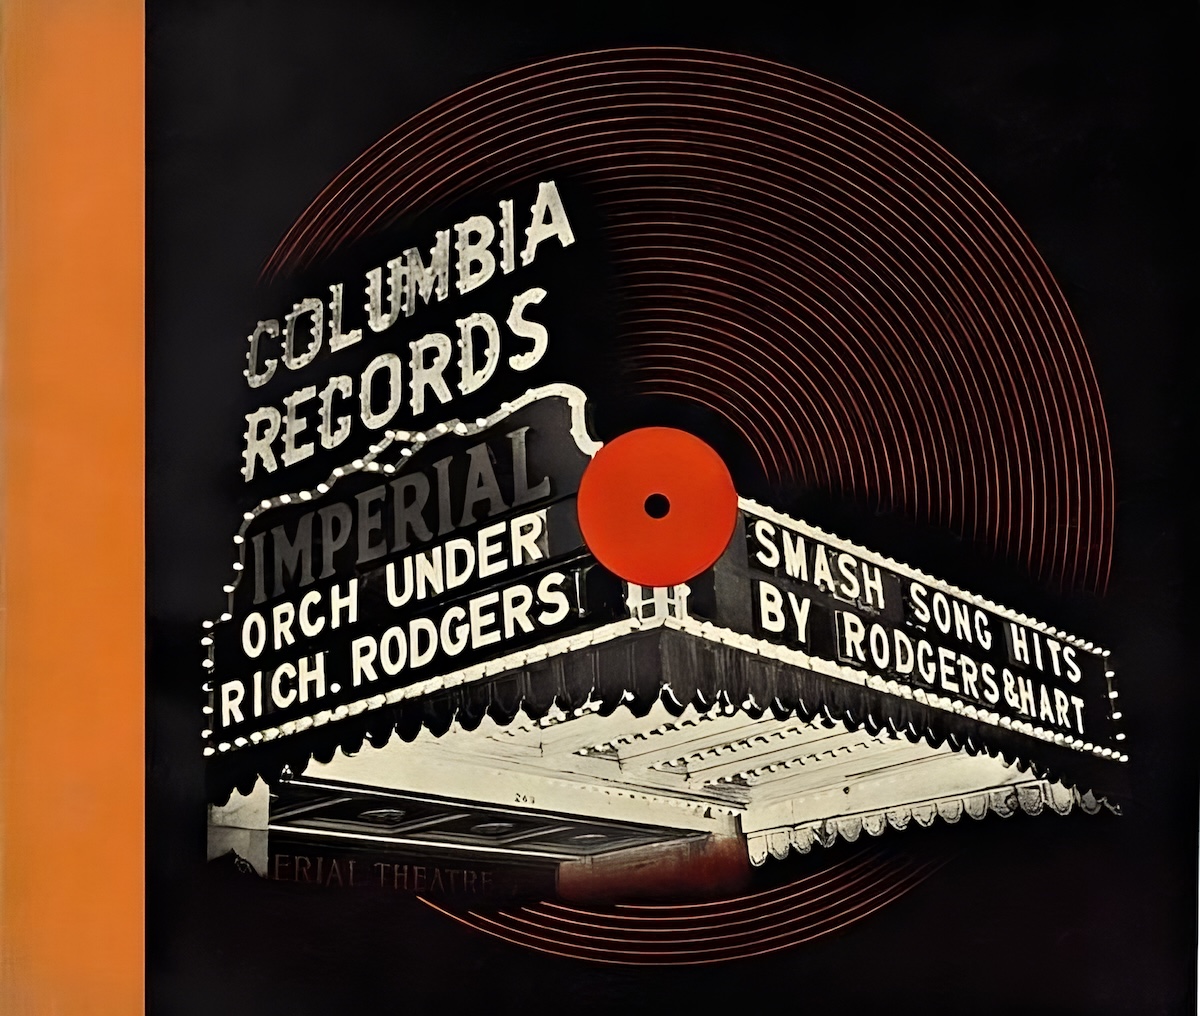 COLUMBIA
RECORDS
IMPERIAL
ORCH UNDER
RICH. RODGERS
SMASH SONG HITS
BY RODGERS & HART
ERIAL THEATRE